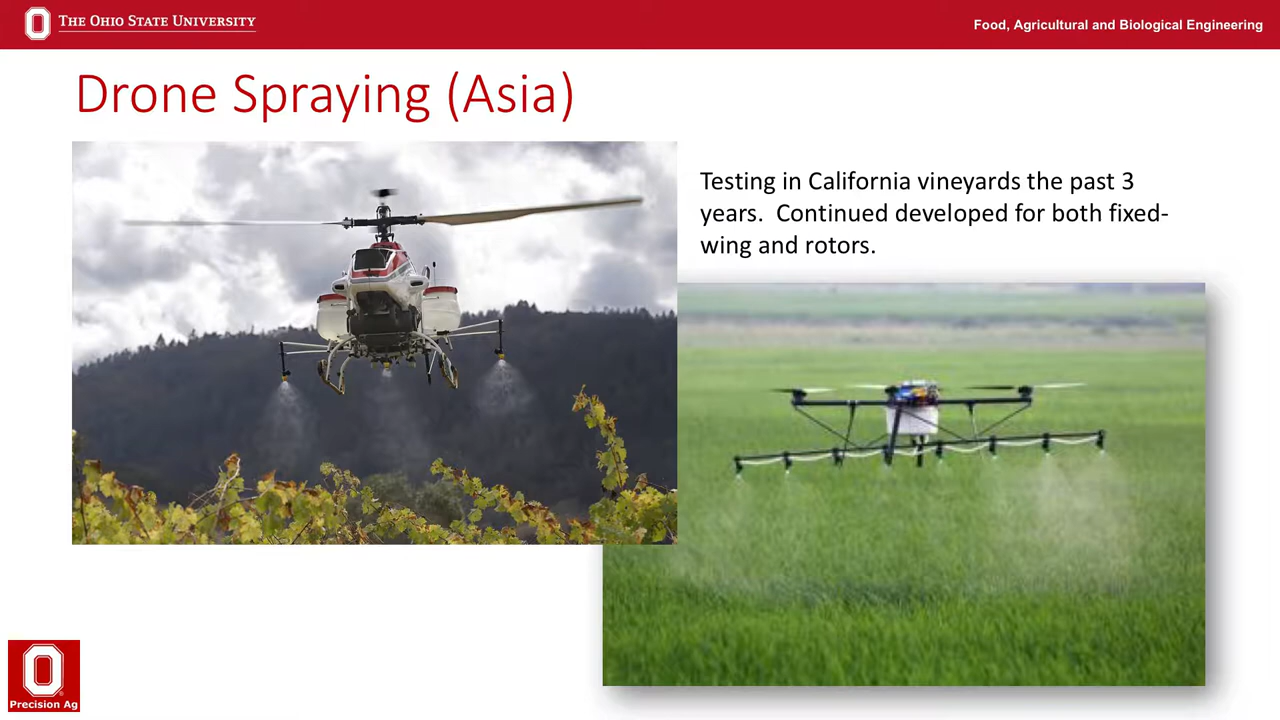 THE OHIO STATE UNIVERSITY
Food, Agricultural and Biological Engineering
Drone Spraying (Asia)
Testing in California vineyards the past 3
years. Continued developed for both fixed-
wing and rotors.
Precision Ag